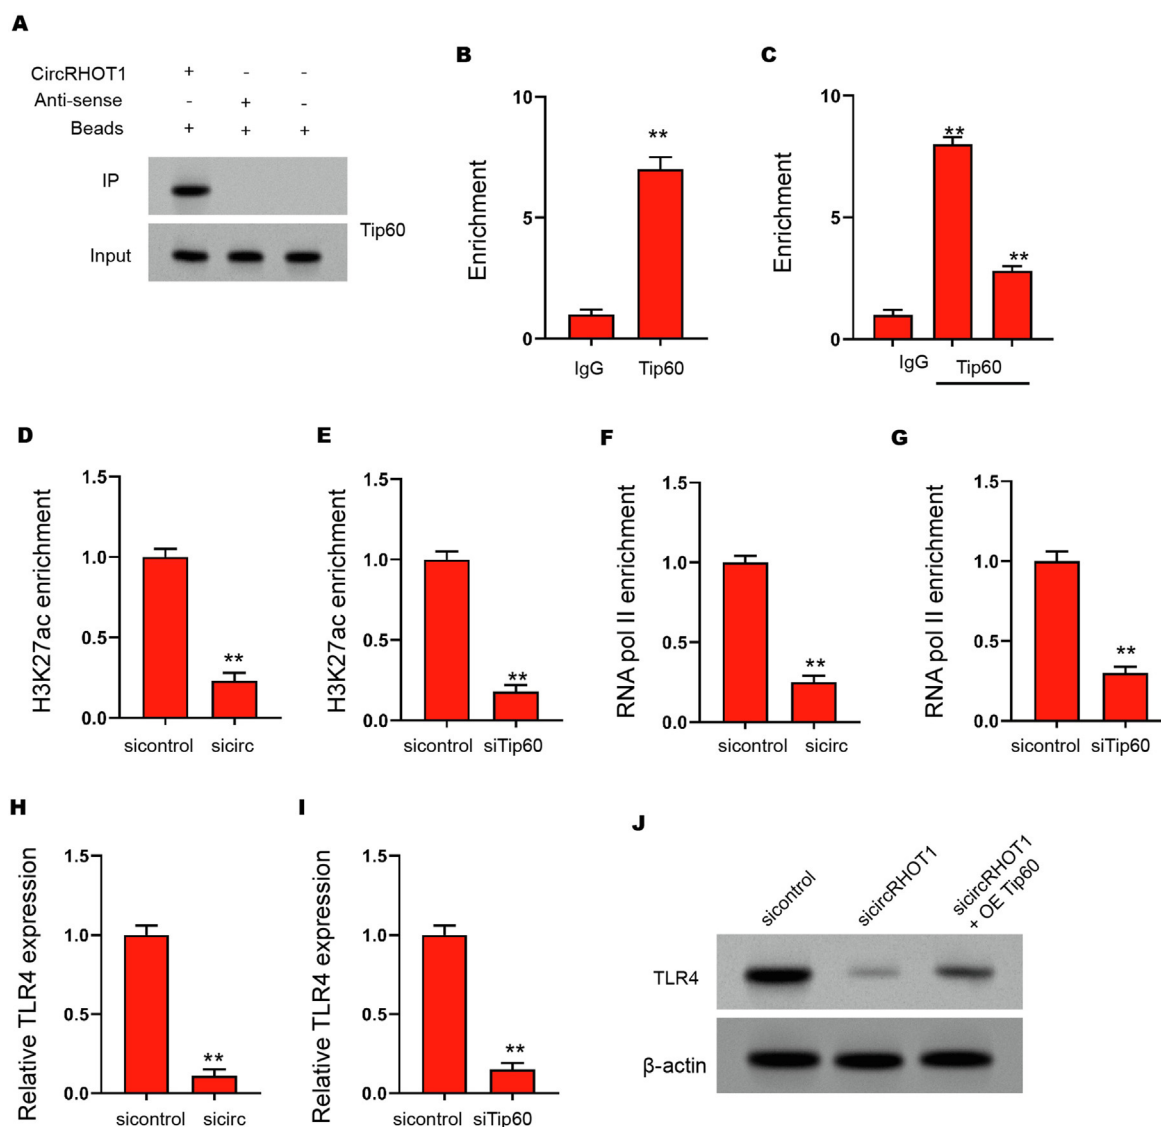 A
CircRHOT1 + - -
Anti-sense - + -
Beads + + +
IP
Input
Tip60
B
Enrichment
10
5
0
**
IgG Tip60
C
Enrichment
10
5
0
** **
IgG Tip60
D
H3K27ac enrichment
1.5
1.0
0.5
0.0
**
sicontrol sicirc
E
H3K27ac enrichment
1.5
1.0
0.5
0.0
**
sicontrol siTip60
F
RNA pol II enrichment
1.5
1.0
0.5
0.0
**
sicontrol sicirc
G
RNA pol II enrichment
1.5
1.0
0.5
0.0
**
sicontrol siTip60
H
Relative TLR4 expression
1.5
1.0
0.5
0.0
**
sicontrol sicirc
I
Relative TLR4 expression
1.5
1.0
0.5
0.0
**
sicontrol siTip60
J
sicontrol
sicircRHOT1
sicircRHOT1
+ OE Tip60
TLR4
β-actin